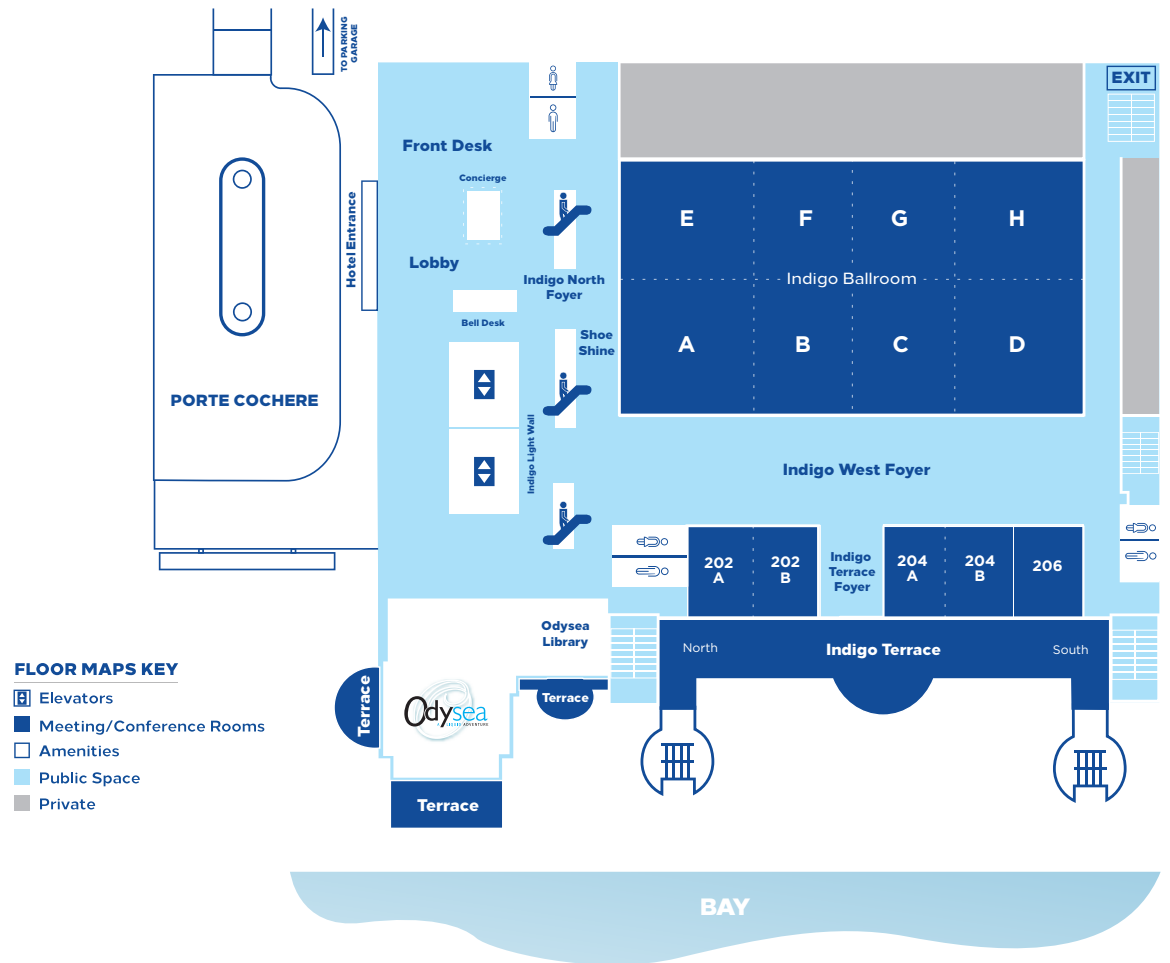 TO PARKING
GARAGE
EXIT
Front Desk
Concierge
Hotel Entrance
Lobby
Indigo North
Foyer
Bell Desk
Shoe
Shine
E
F
G
H
Indigo Ballroom
A
B
C
D
PORTE COCHERE
Indigo Light Wall
Indigo West Foyer
202
A
202
B
Indigo
Terrace
Foyer
204
A
204
B
206
Odysea
Library
North
Indigo Terrace
South
FLOOR MAPS KEY
Elevators
Meeting/Conference Rooms
Amenities
Public Space
Private
Terrace
Odysea
Terrace
Terrace
BAY